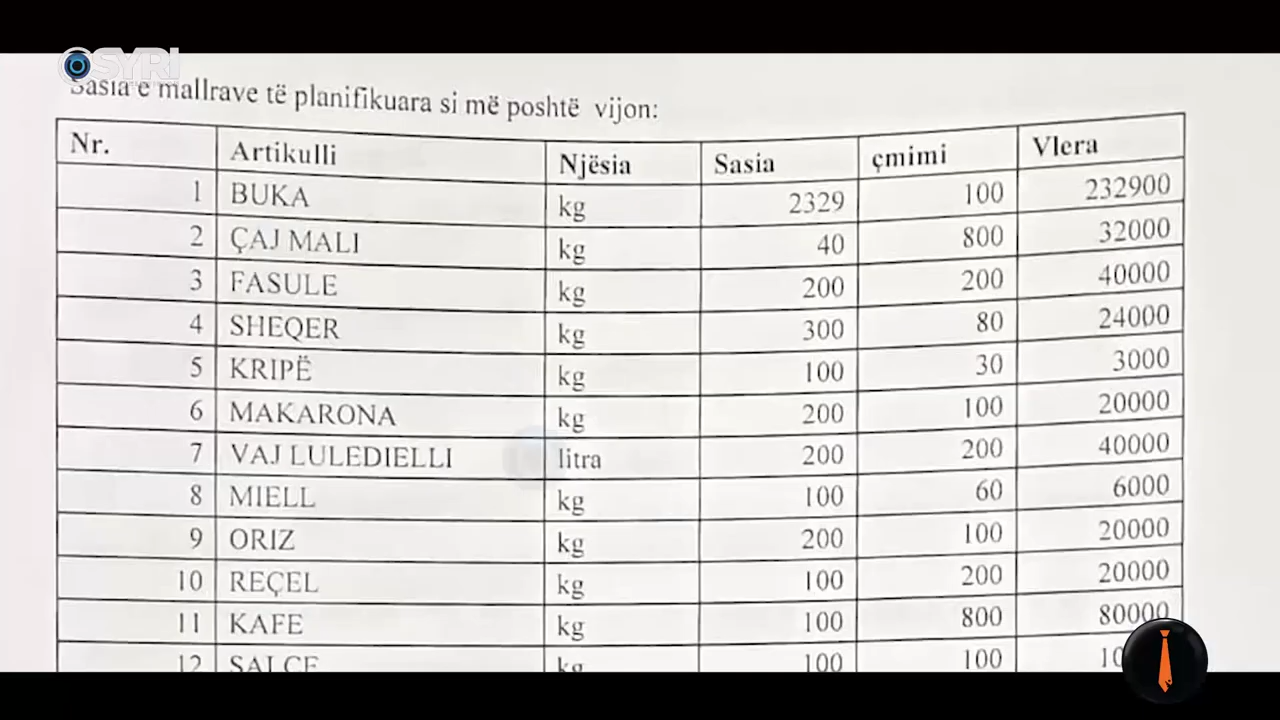 SYRI
Sasia e mallrave të planifikuara si më poshtë vijon:
Nr. Artikulli Njësia Sasia çmimi Vlera
1 BUKA kg 2329 100 232900
2 ÇAJ MALI kg 40 800 32000
3 FASULE kg 200 200 40000
4 SHEQER kg 300 80 24000
5 KRIPË kg 100 30 3000
6 MAKARONA kg 200 100 20000
7 VAJ LULEDIELLI litra 200 200 40000
8 MIELL kg 100 60 6000
9 ORIZ kg 200 100 20000
10 REÇEL kg 100 200 20000
11 KAFE kg 100 800 80000
12 SALCE kg 100 100